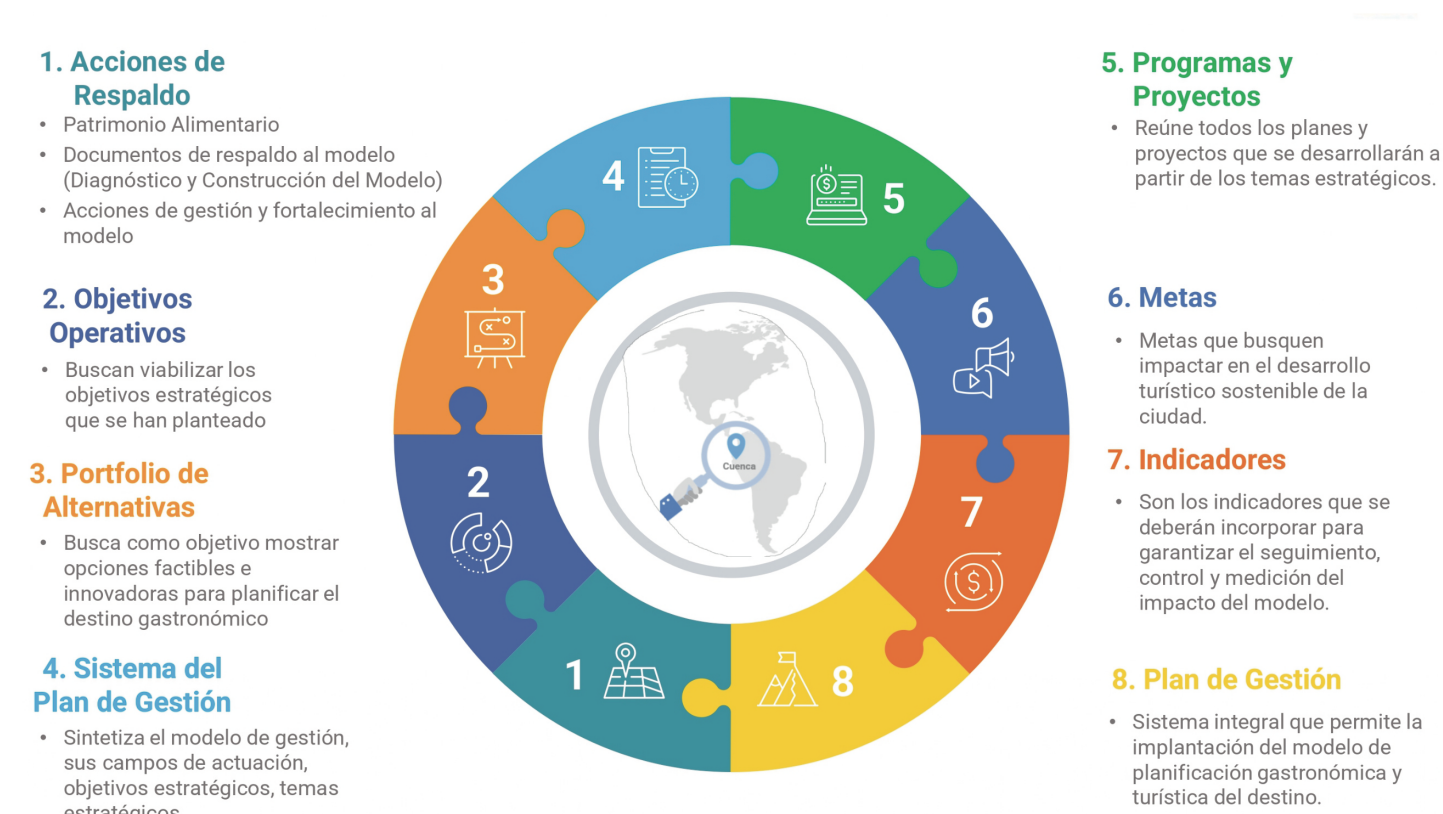 1. Acciones de
Respaldo
• Patrimonio Alimentario
• Documentos de respaldo al modelo
(Diagnóstico y Construcción del Modelo)
• Acciones de gestión y fortalecimiento al
modelo
2. Objetivos
Operativos
• Buscan viabilizar los
objetivos estratégicos
que se han planteado
3. Portfolio de
Alternativas
• Busca como objetivo mostrar
opciones factibles e
innovadoras para planificar el
destino gastronómico
4. Sistema del
Plan de Gestión
• Sintetiza el modelo de gestión,
sus campos de actuación,
objetivos estratégicos, temas
estratégicos
4
5
3
6
2
7
1
8
Cuenca
5. Programas y
Proyectos
• Reúne todos los planes y
proyectos que se desarrollarán a
partir de los temas estratégicos.
6. Metas
• Metas que busquen
impactar en el desarrollo
turístico sostenible de la
ciudad.
7. Indicadores
• Son los indicadores que se
deberán incorporar para
garantizar el seguimiento,
control y medición del
impacto del modelo.
8. Plan de Gestión
• Sistema integral que permite la
implantación del modelo de
planificación gastronómica y
turística del destino.